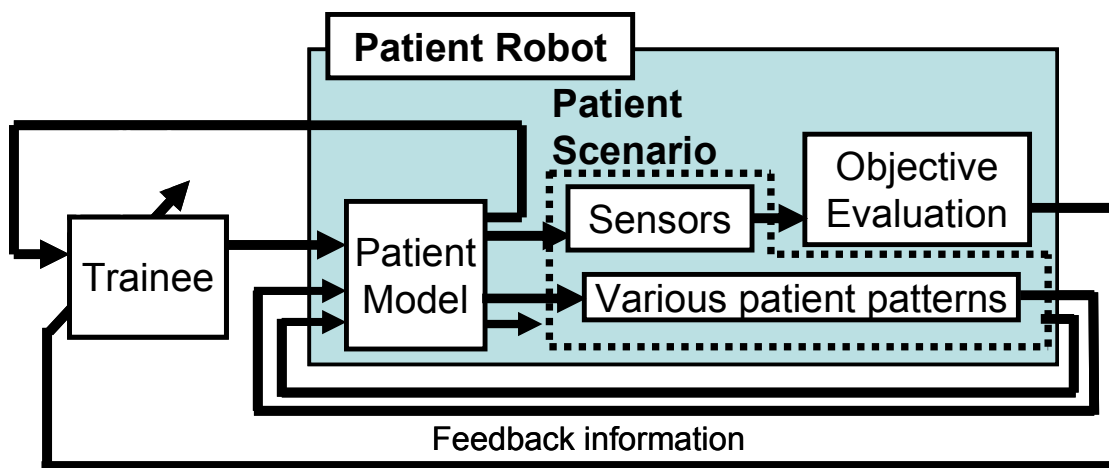 Patient Robot
Patient
Scenario
Objective
Evaluation
Sensors
Trainee
Patient
Model
Various patient patterns
Feedback information